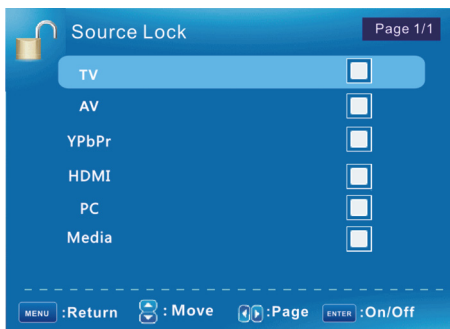 Source Lock Page 1/1
TV
AV
YPbPr
HDMI
PC
Media
MENU :Return : Move :Page ENTER :On/Off